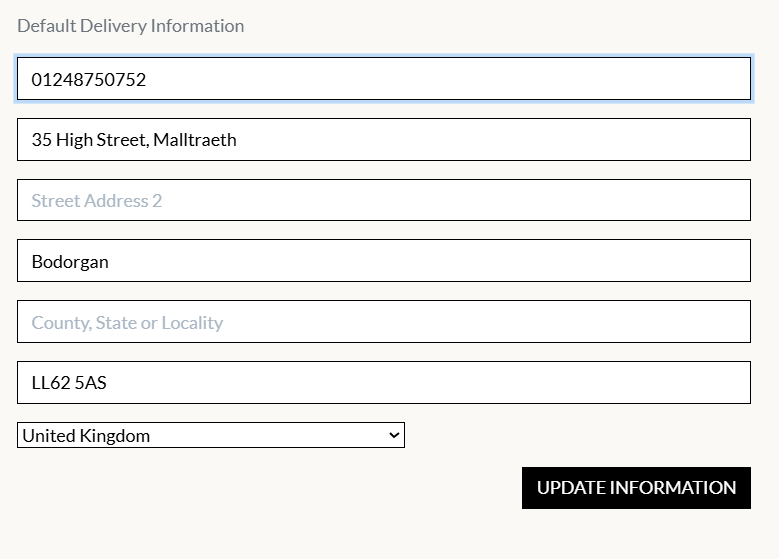 Default Delivery Information
01248750752
35 High Street, Malltraeth
Street Address 2
Bodorgan
County, State or Locality
LL62 5AS
United Kingdom
UPDATE INFORMATION